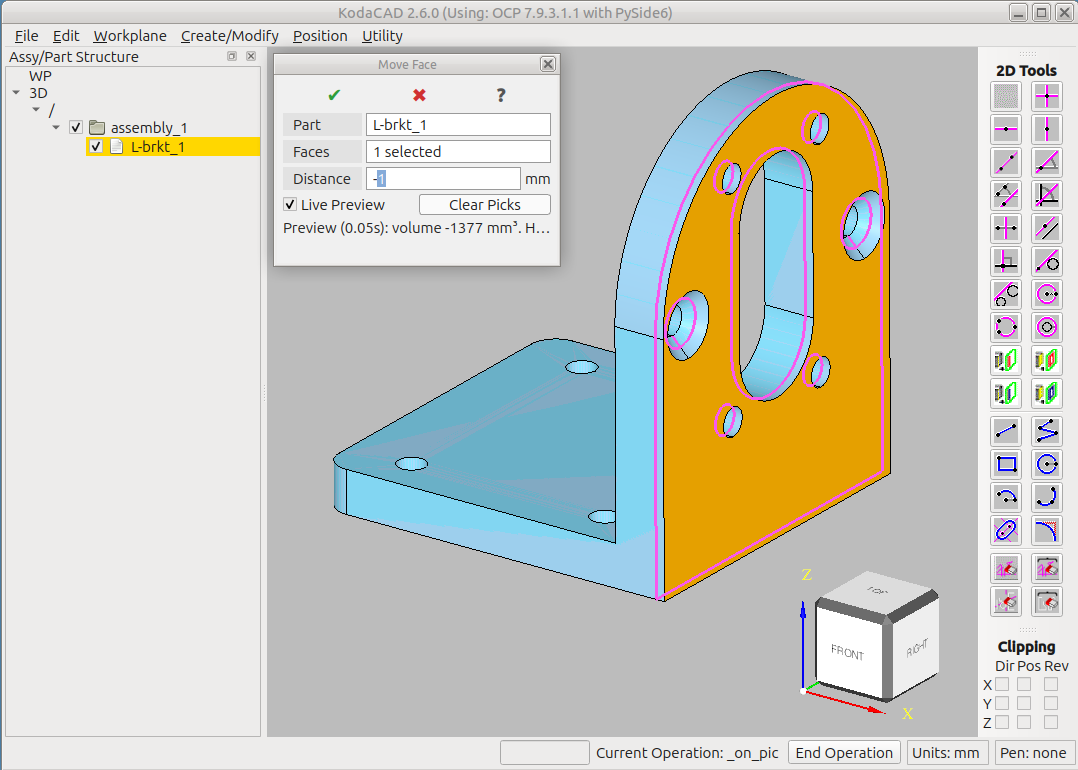 KodaCAD 2.6.0 (Using: OCP 7.9.3.1.1 with PySide6)
File Edit Workplane Create/Modify Position Utility
Assy/Part Structure
WP
3D
/
assembly_1
L-brkt_1
Move Face
?
Part L-brkt_1
Faces 1 selected
Distance -1 mm
Live Preview Clear Picks
Preview (0.05s): volume -1377 mm³. H...
2D Tools
Z
TOP
FRONT
RIGHT
X
Clipping
Dir Pos Rev
X
Y
Z
Current Operation: _on_pic End Operation Units: mm Pen: none